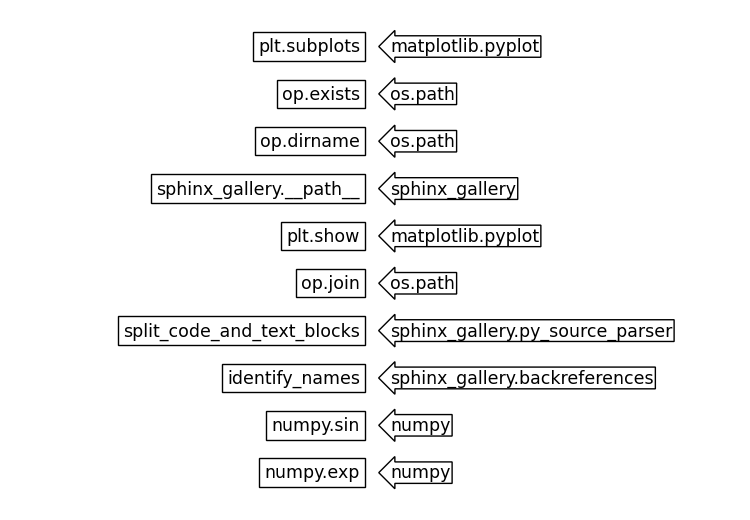 plt.subplots matplotlib.pyplot
op.exists os.path
op.dirname os.path
sphinx_gallery.__path__ sphinx_gallery
plt.show matplotlib.pyplot
op.join os.path
split_code_and_text_blocks sphinx_gallery.py_source_parser
identify_names sphinx_gallery.backreferences
numpy.sin numpy
numpy.exp numpy